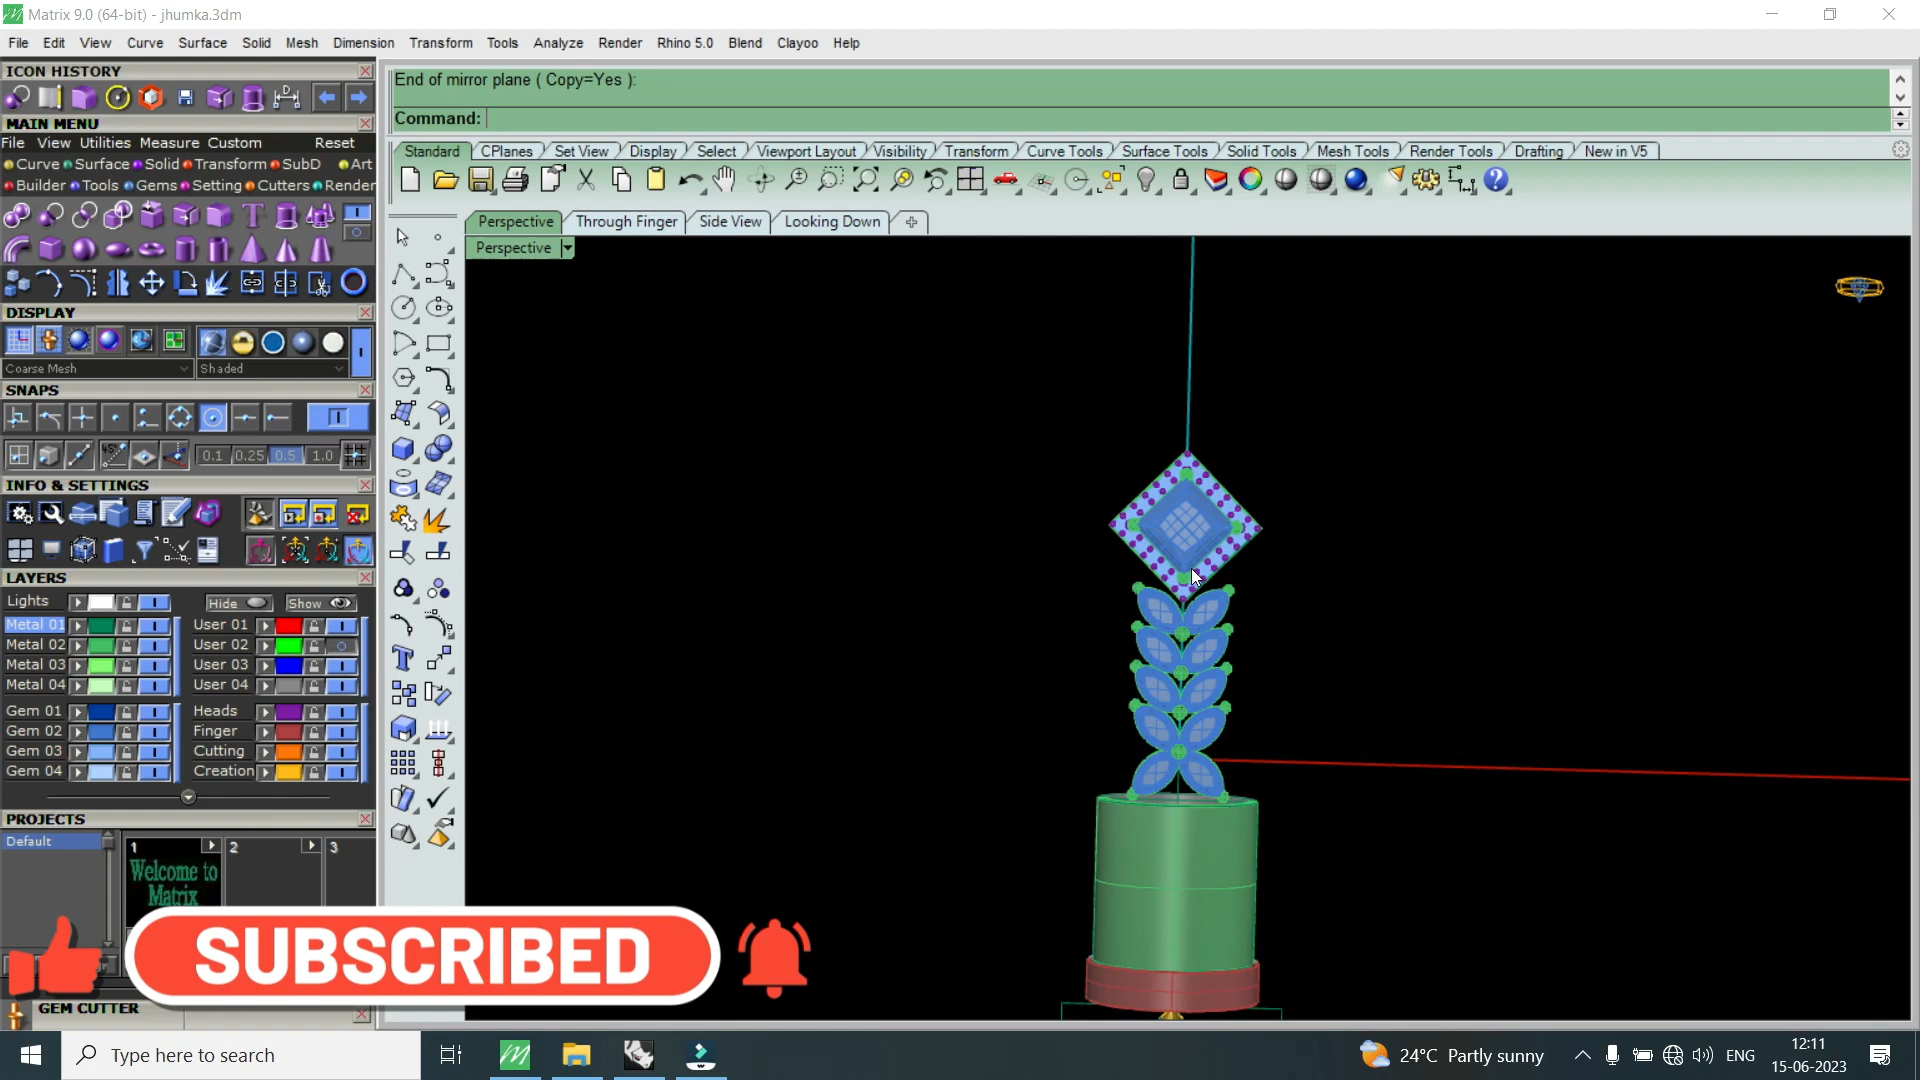 Matrix 9.0 (64-bit) - jhumka.3dm
File Edit View Curve Surface Solid Mesh Dimension Transform Tools Analyze Render Rhino 5.0 Blend Clayoo Help
ICON HISTORY
End of mirror plane ( Copy=Yes ):
Command:
MAIN MENU
File View Utilities Measure Custom Reset
Curve Surface Solid Transform SubD Art
Builder Tools Gems Setting Cutters Render
Standard CPlanes Set View Display Select Viewport Layout Visibility Transform Curve Tools Surface Tools Solid Tools Mesh Tools Render Tools Drafting New in V5
Perspective Through Finger Side View Looking Down
Perspective
DISPLAY
Coarse Mesh Shaded
SNAPS
45°
0.1 0.25 0.5 1.0
INFO & SETTINGS
LAYERS
Lights Hide Show
Metal 01 User 01
Metal 02 User 02
Metal 03 User 03
Metal 04 User 04
Gem 01 Heads
Gem 02 Finger
Gem 03 Cutting
Gem 04 Creation
PROJECTS
Default
1 2 3
Welcome to
Matrix
SUBSCRIBED
GEM CUTTER
Type here to search
24°C Partly sunny
ENG
12:11
15-06-2023